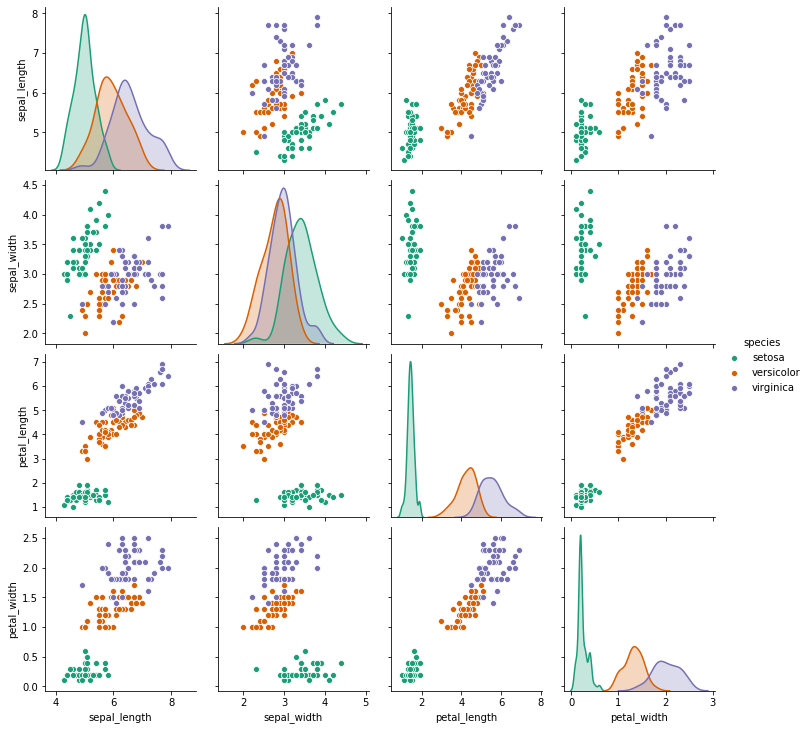 8
7
6
5
sepal_length
4.5
4.0
3.5
3.0
2.5
2.0
sepal_width
species
setosa
versicolor
virginica
7
6
5
4
3
2
1
petal_length
2.5
2.0
1.5
1.0
0.5
0.0
petal_width
4 6 8
sepal_length
2 3 4 5
sepal_width
2 4 6 8
petal_length
0 1 2 3
petal_width